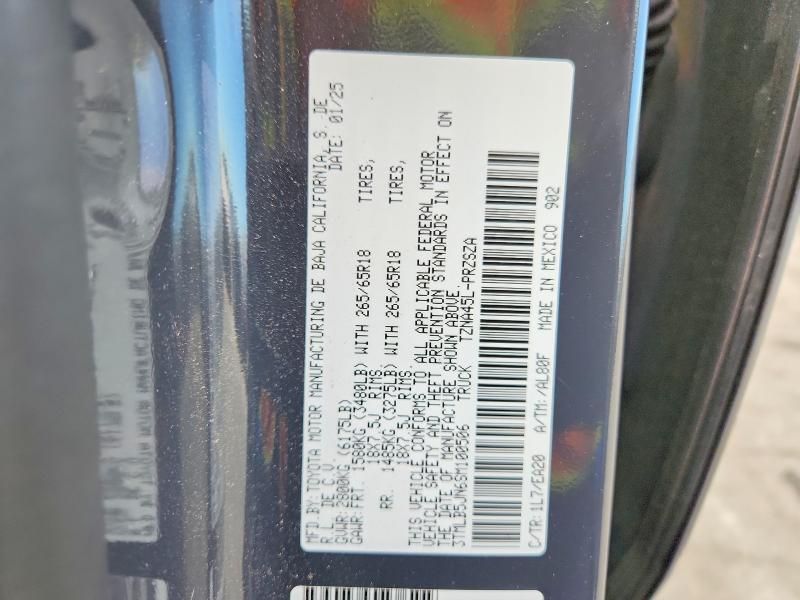 MFD BY: TOYOTA MOTOR MANUFACTURING DE BAJA CALIFORNIA, S. DE
R.L. DE C.V. DATE: 01/25
GVWR: 2800KG (6175LB)
GAWR: FRT. 1580KG (3480LB) WITH 265/65R18 TIRES,
18X7.5J RIMS,
RR. 1485KG (3275LB) WITH 265/65R18 TIRES,
18X7.5J RIMS.
THIS VEHICLE CONFORMS TO ALL APPLICABLE FEDERAL MOTOR
VEHICLE SAFETY AND THEFT PREVENTION STANDARDS IN EFFECT ON
THE DATE OF MANUFACTURE SHOWN ABOVE.
3TMLB5JN6SM100506 TRUCK TZNA45L-PRZSZA
C/TR: 1L7/EA20 A/TM: /AL80F MADE IN MEXICO 902